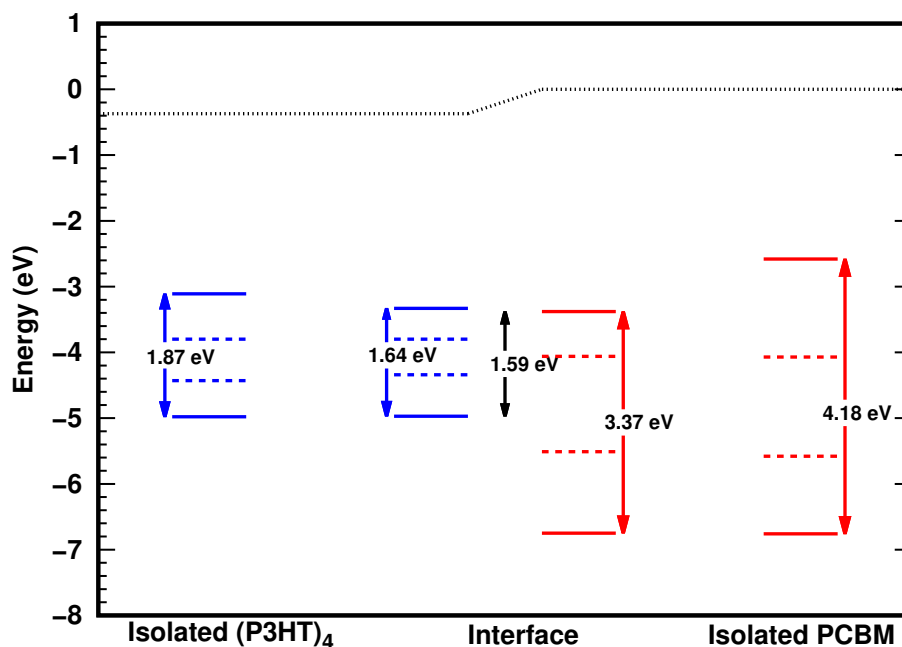 1
0
−1
−2
−3
−4
−5
−6
−7
−8
Energy (eV)
1.87 eV
1.64 eV
1.59 eV
3.37 eV
4.18 eV
Isolated (P3HT)4
Interface
Isolated PCBM